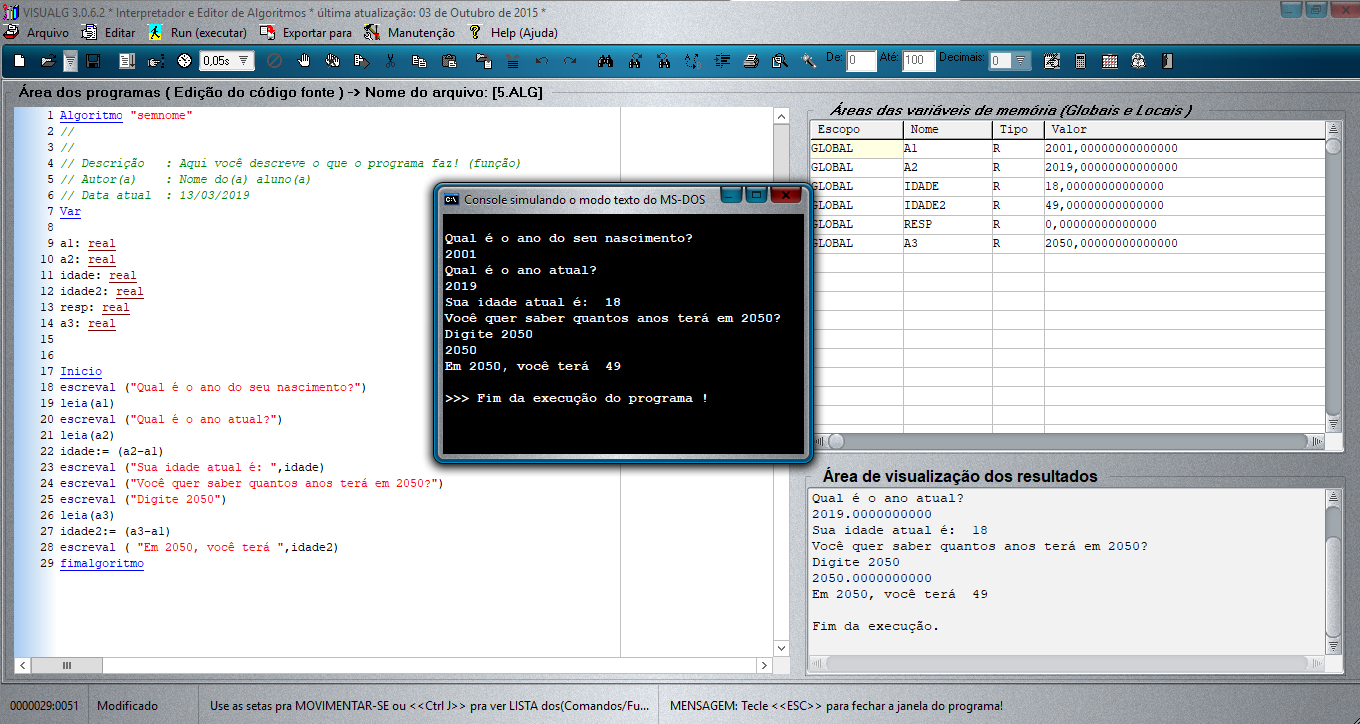 VISUALG 3.0.6.2 * Interpretador e Editor de Algoritmos * última atualização: 03 de Outubro de 2015 *
Arquivo Editar Run (executar) Exportar para Manutenção Help (Ajuda)
0,05s De: 0 Até: 100 Decimais: 0
Área dos programas ( Edição do código fonte ) -> Nome do arquivo: [5.ALG]
1 Algoritmo "semnome"
2 //
3 //
4 // Descrição : Aqui você descreve o que o programa faz! (função)
5 // Autor(a) : Nome do(a) aluno(a)
6 // Data atual : 13/03/2019
7 Var
8
9 a1: real
10 a2: real
11 idade: real
12 idade2: real
13 resp: real
14 a3: real
15
16
17 Inicio
18 escreval ("Qual é o ano do seu nascimento?")
19 leia(a1)
20 escreval ("Qual é o ano atual?")
21 leia(a2)
22 idade:= (a2-a1)
23 escreval ("Sua idade atual é: ",idade)
24 escreval ("Você quer saber quantos anos terá em 2050?")
25 escreval ("Digite 2050")
26 leia(a3)
27 idade2:= (a3-a1)
28 escreval ( "Em 2050, você terá ",idade2)
29 fimalgoritmo
Console simulando o modo texto do MS-DOS
Qual é o ano do seu nascimento?
2001
Qual é o ano atual?
2019
Sua idade atual é: 18
Você quer saber quantos anos terá em 2050?
Digite 2050
2050
Em 2050, você terá 49
>>> Fim da execução do programa !
Áreas das variáveis de memória (Globais e Locais )
Escopo Nome Tipo Valor
GLOBAL A1 R 2001,00000000000000
GLOBAL A2 R 2019,00000000000000
GLOBAL IDADE R 18,0000000000000
GLOBAL IDADE2 R 49,0000000000000
GLOBAL RESP R 0,00000000000000
GLOBAL A3 R 2050,00000000000000
Área de visualização dos resultados
Qual é o ano atual?
2019.0000000000
Sua idade atual é: 18
Você quer saber quantos anos terá em 2050?
Digite 2050
2050.0000000000
Em 2050, você terá 49
Fim da execução.
0000029:0051 Modificado Use as setas pra MOVIMENTAR-SE ou <<Ctrl J>> pra ver LISTA dos(Comandos/Fu... MENSAGEM: Tecle <<ESC>> para fechar a janela do programa!